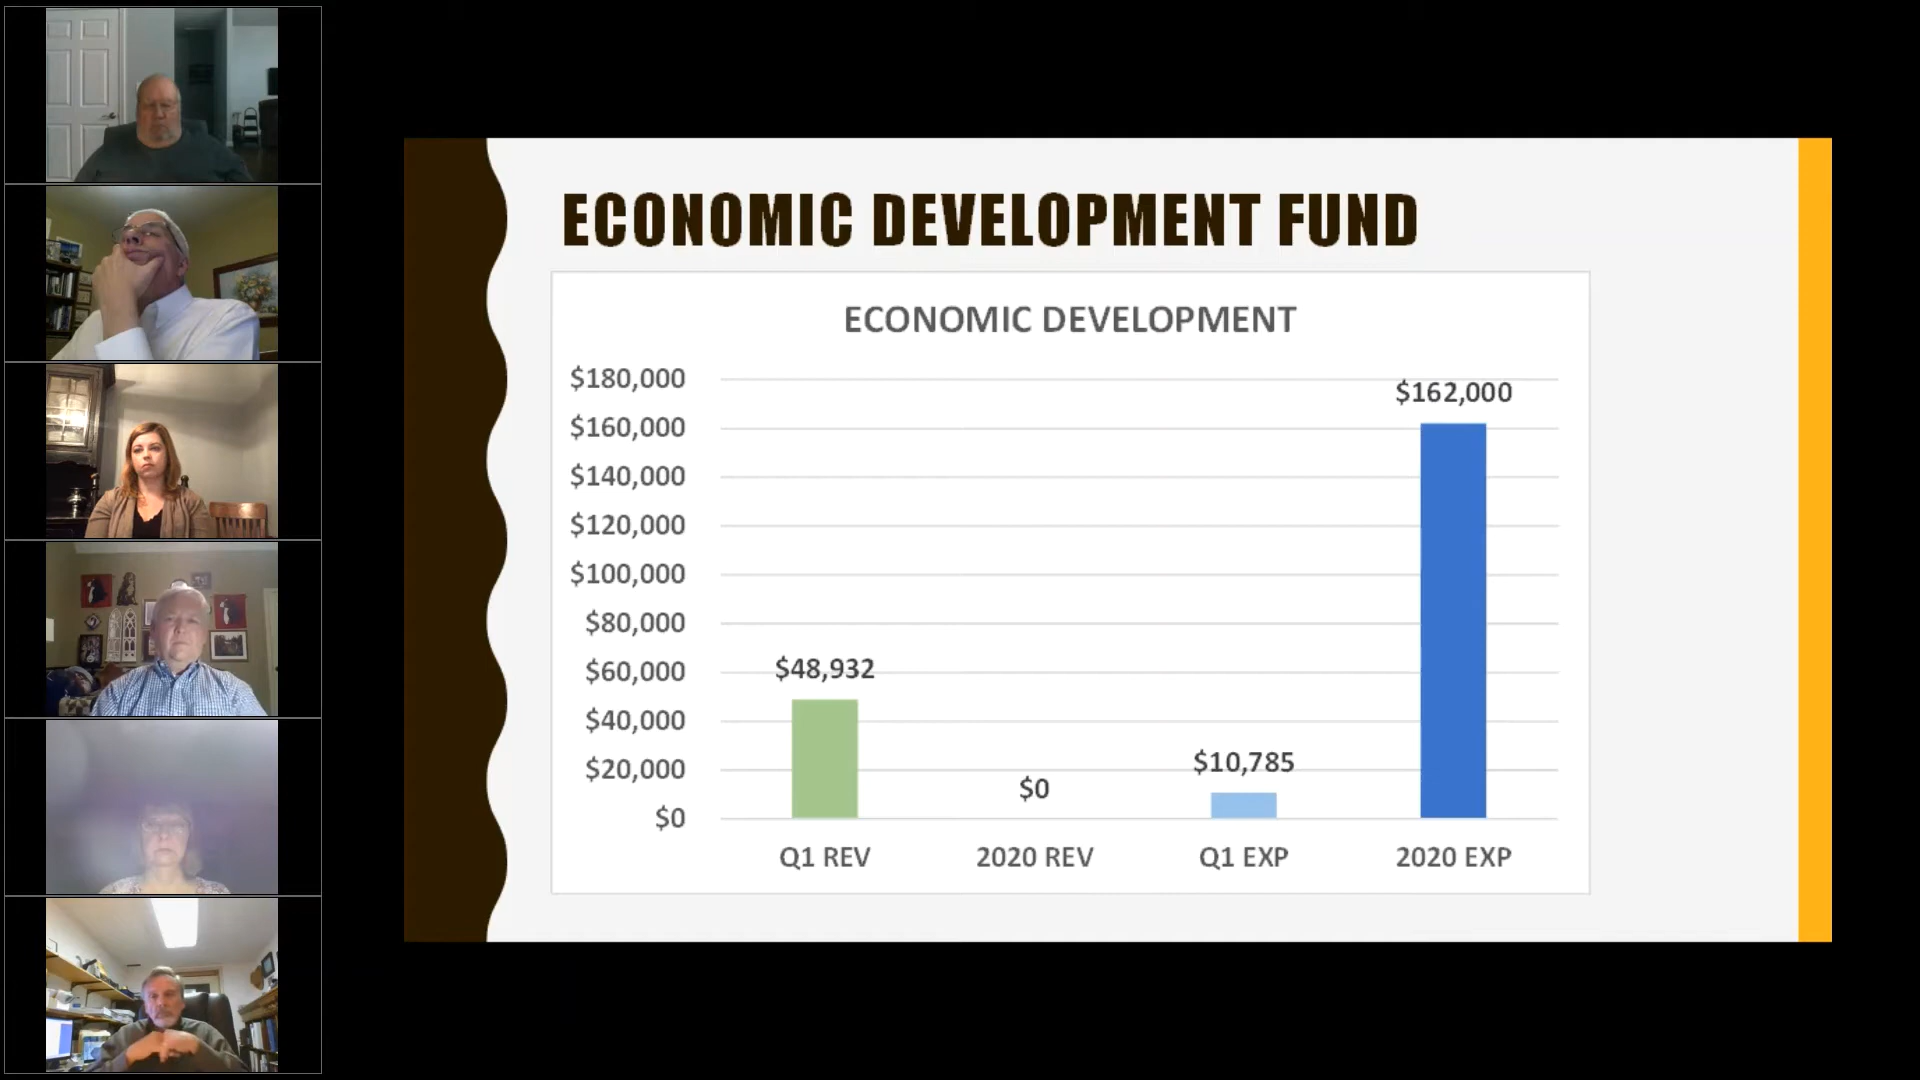 ECONOMIC DEVELOPMENT FUND
ECONOMIC DEVELOPMENT
$180,000
$160,000
$140,000
$120,000
$100,000
$80,000
$60,000
$40,000
$20,000
$0
$48,932
$0
$10,785
$162,000
Q1 REV
2020 REV
Q1 EXP
2020 EXP